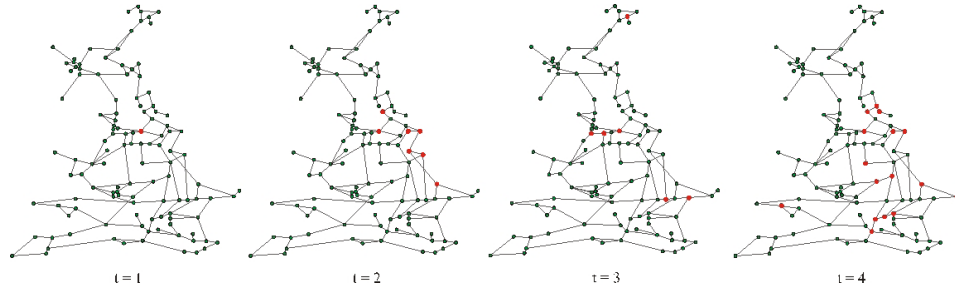 t = 1
t = 2
t = 3
t = 4